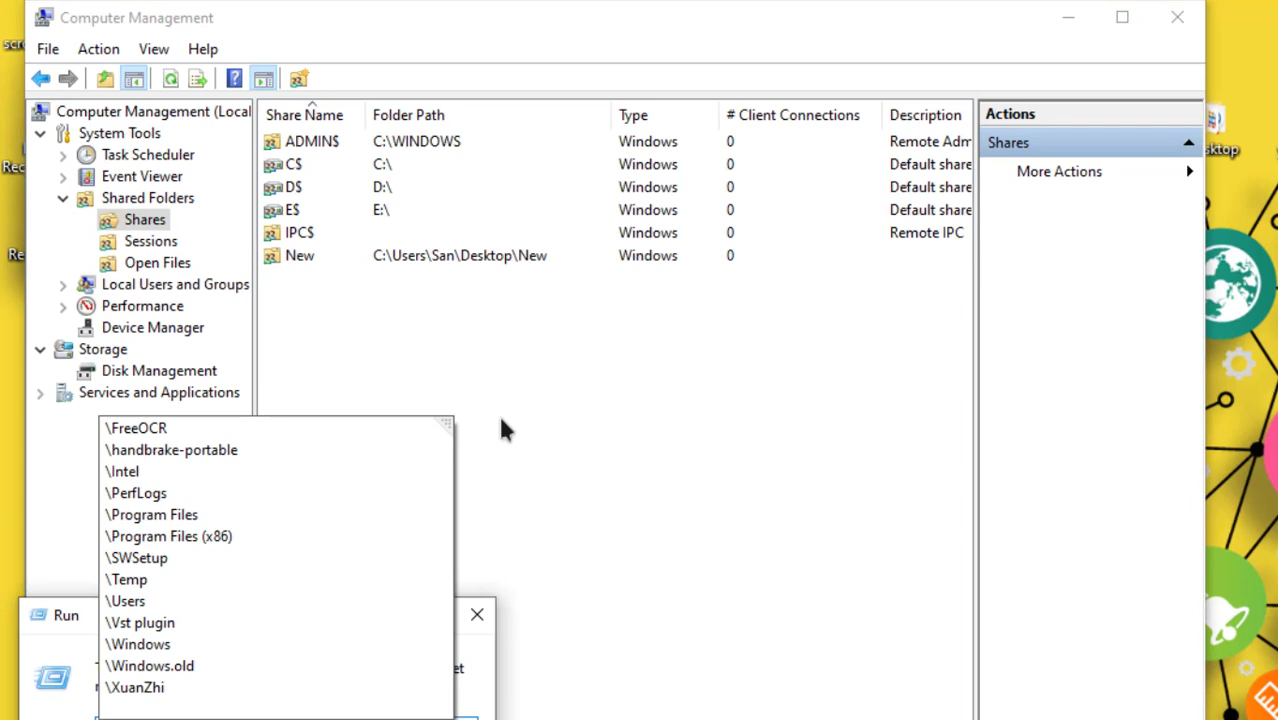 Computer Management
File Action View Help
Computer Management (Local
System Tools
Task Scheduler
Event Viewer
Shared Folders
Shares
Sessions
Open Files
Local Users and Groups
Performance
Device Manager
Storage
Disk Management
Services and Applications
Share Name Folder Path Type # Client Connections Description
ADMIN$ C:\WINDOWS Windows 0 Remote Adm
C$ C:\ Windows 0 Default share
D$ D:\ Windows 0 Default share
E$ E:\ Windows 0 Default share
IPC$ Windows 0 Remote IPC
New C:\Users\San\Desktop\New Windows 0
Actions
Shares
More Actions
\FreeOCR
\handbrake-portable
\Intel
\PerfLogs
\Program Files
\Program Files (x86)
\SWSetup
\Temp
\Users
\Vst plugin
\Windows
\Windows.old
\XuanZhi
Run